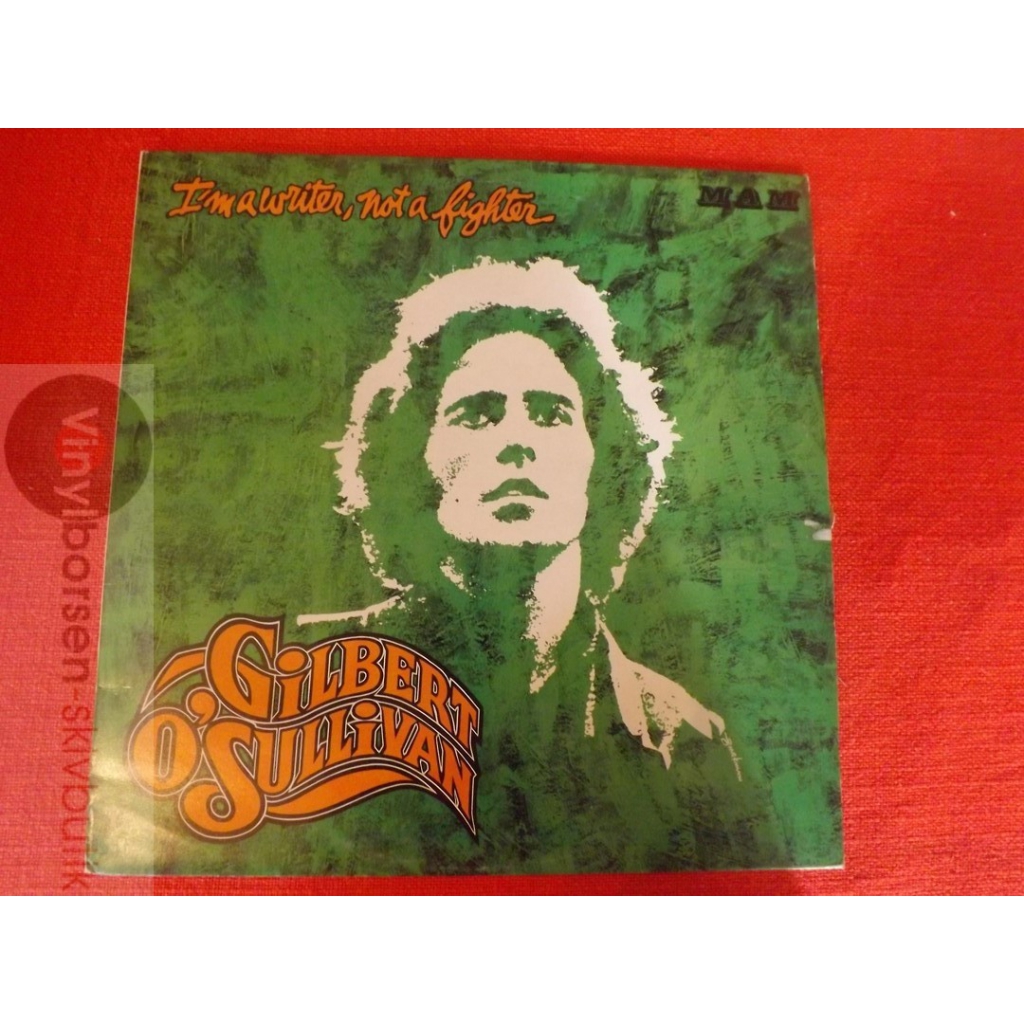 I'm a writer, not a fighter
MAM
GiLBERT
O'SULLiVAN
Vinylborsen-skivbutik